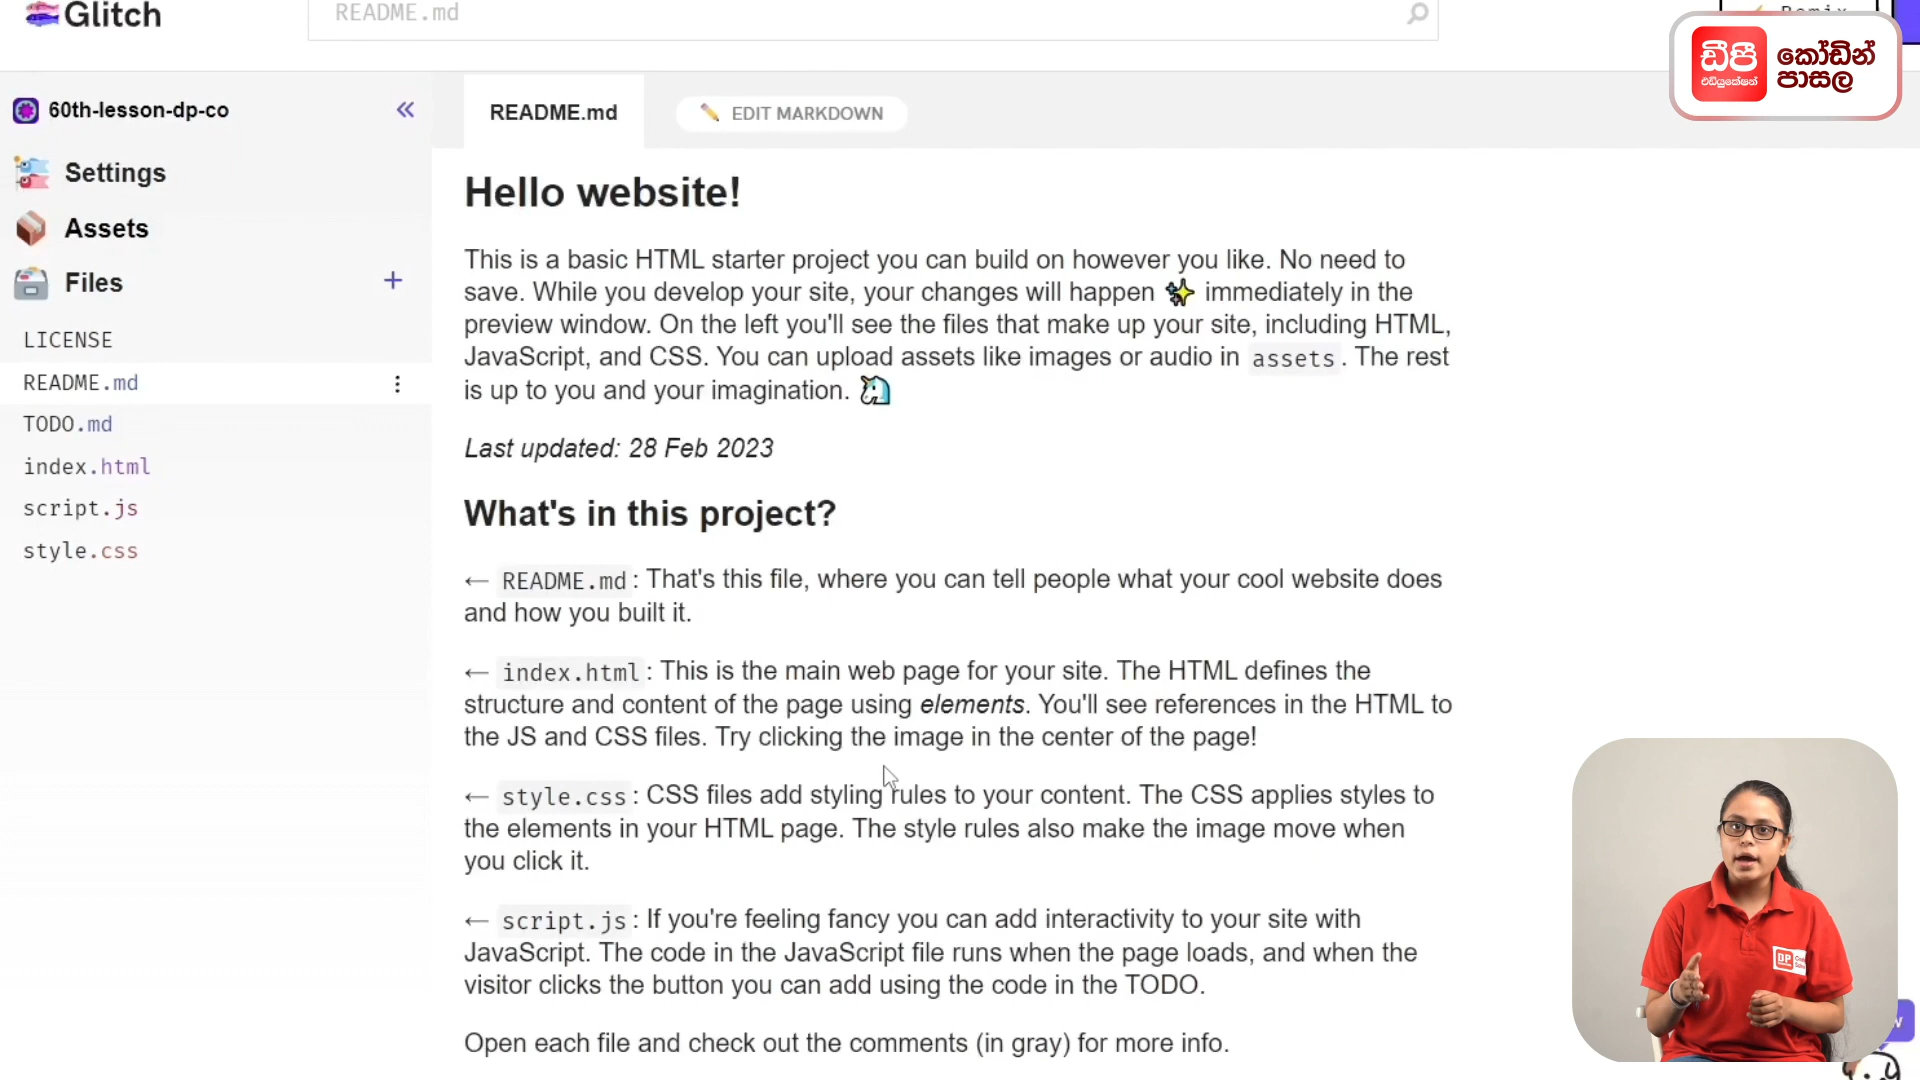 Glitch
README.md
Remix
ඩීපී
එඩියුකේෂන්
කෝඩින්
පාසල
60th-lesson-dp-co
README.md
EDIT MARKDOWN
Settings
Assets
Files
LICENSE
README.md
TODO.md
index.html
script.js
style.css
Hello website!
This is a basic HTML starter project you can build on however you like. No need to
save. While you develop your site, your changes will happen ✨ immediately in the
preview window. On the left you'll see the files that make up your site, including HTML,
JavaScript, and CSS. You can upload assets like images or audio in assets. The rest
is up to you and your imagination. 🦄
Last updated: 28 Feb 2023
What's in this project?
← README.md: That's this file, where you can tell people what your cool website does
and how you built it.
← index.html: This is the main web page for your site. The HTML defines the
structure and content of the page using elements. You'll see references in the HTML to
the JS and CSS files. Try clicking the image in the center of the page!
← style.css: CSS files add styling rules to your content. The CSS applies styles to
the elements in your HTML page. The style rules also make the image move when
you click it.
← script.js: If you're feeling fancy you can add interactivity to your site with
JavaScript. The code in the JavaScript file runs when the page loads, and when the
visitor clicks the button you can add using the code in the TODO.
Open each file and check out the comments (in gray) for more info.
DP